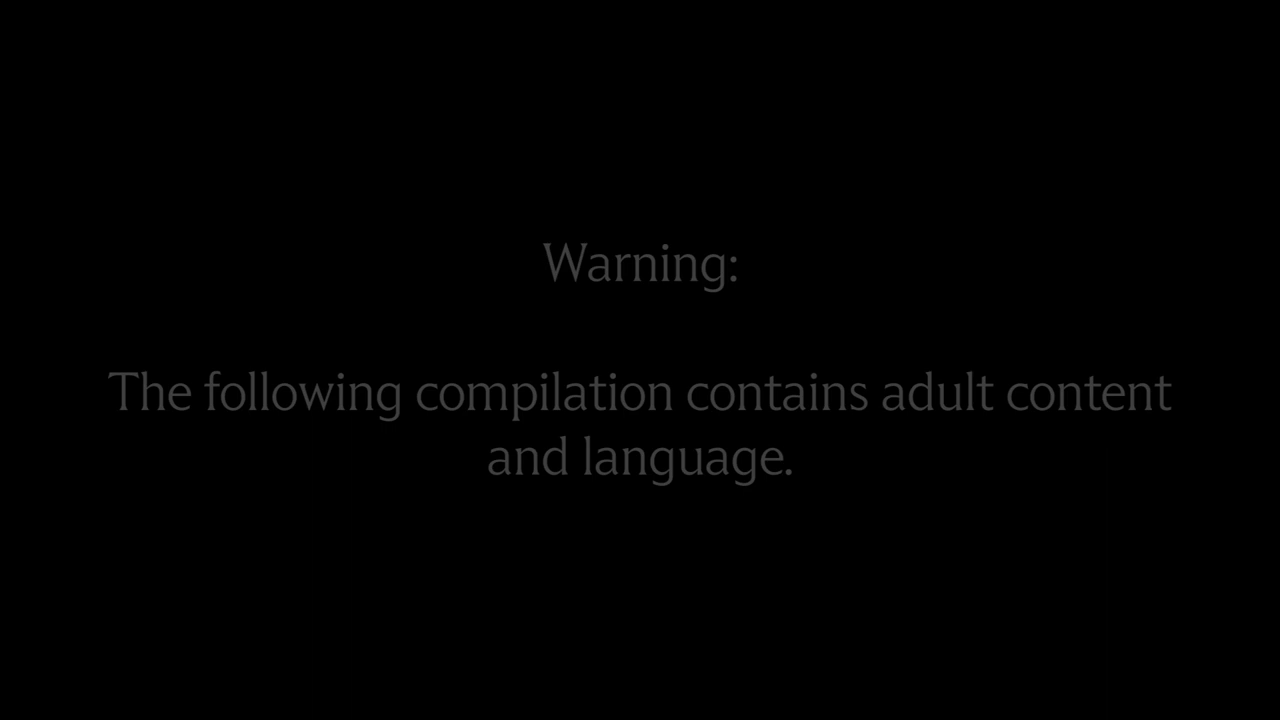 Warning:
The following compilation contains adult content
and language.